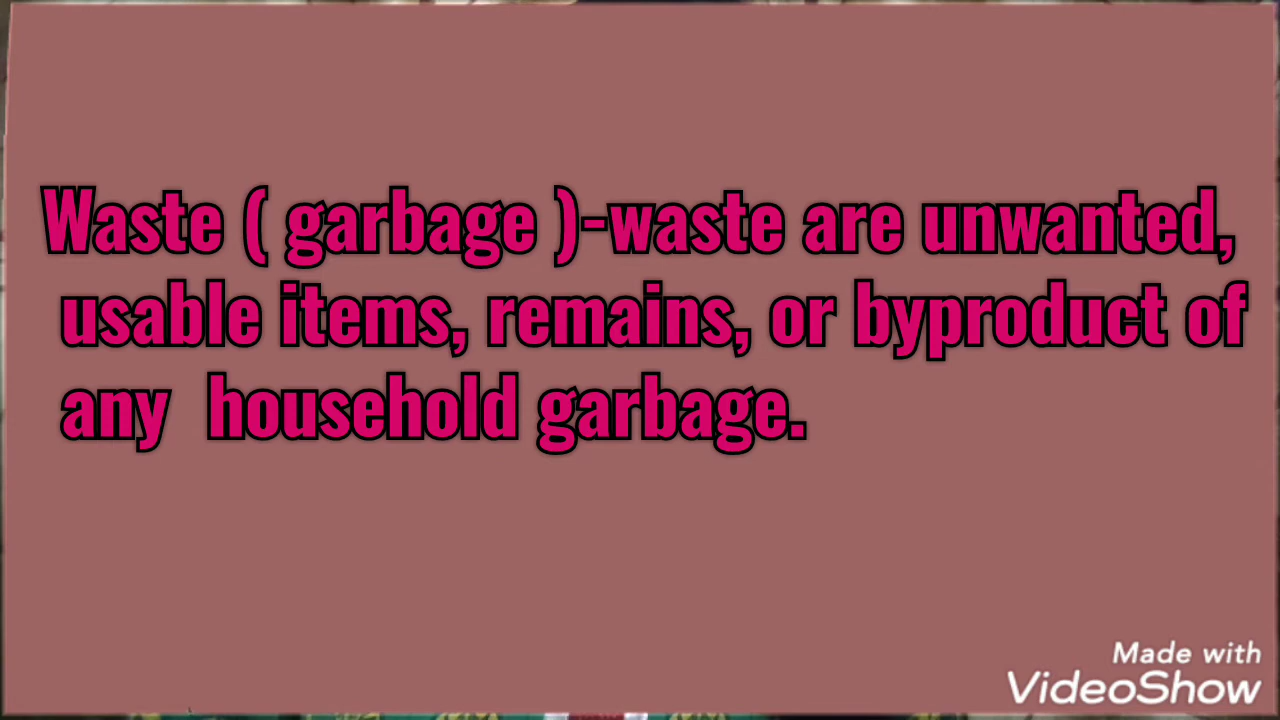 Waste ( garbage )-waste are unwanted,
usable items, remains, or byproduct of
any  household garbage.
Made with
VideoShow